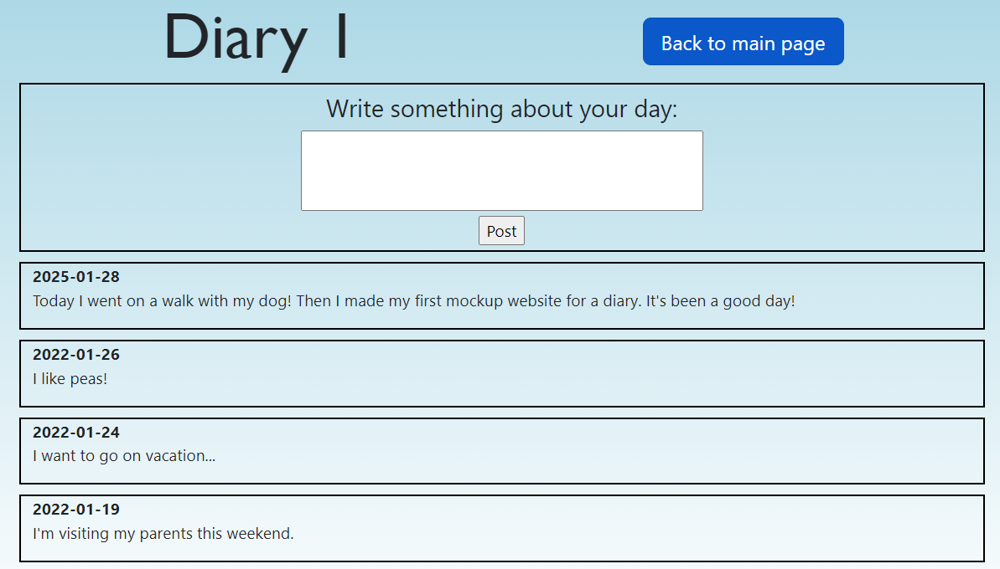 Diary 1
Back to main page
Write something about your day:
Post
2025-01-28
Today I went on a walk with my dog! Then I made my first mockup website for a diary. It's been a good day!
2022-01-26
I like peas!
2022-01-24
I want to go on vacation...
2022-01-19
I'm visiting my parents this weekend.